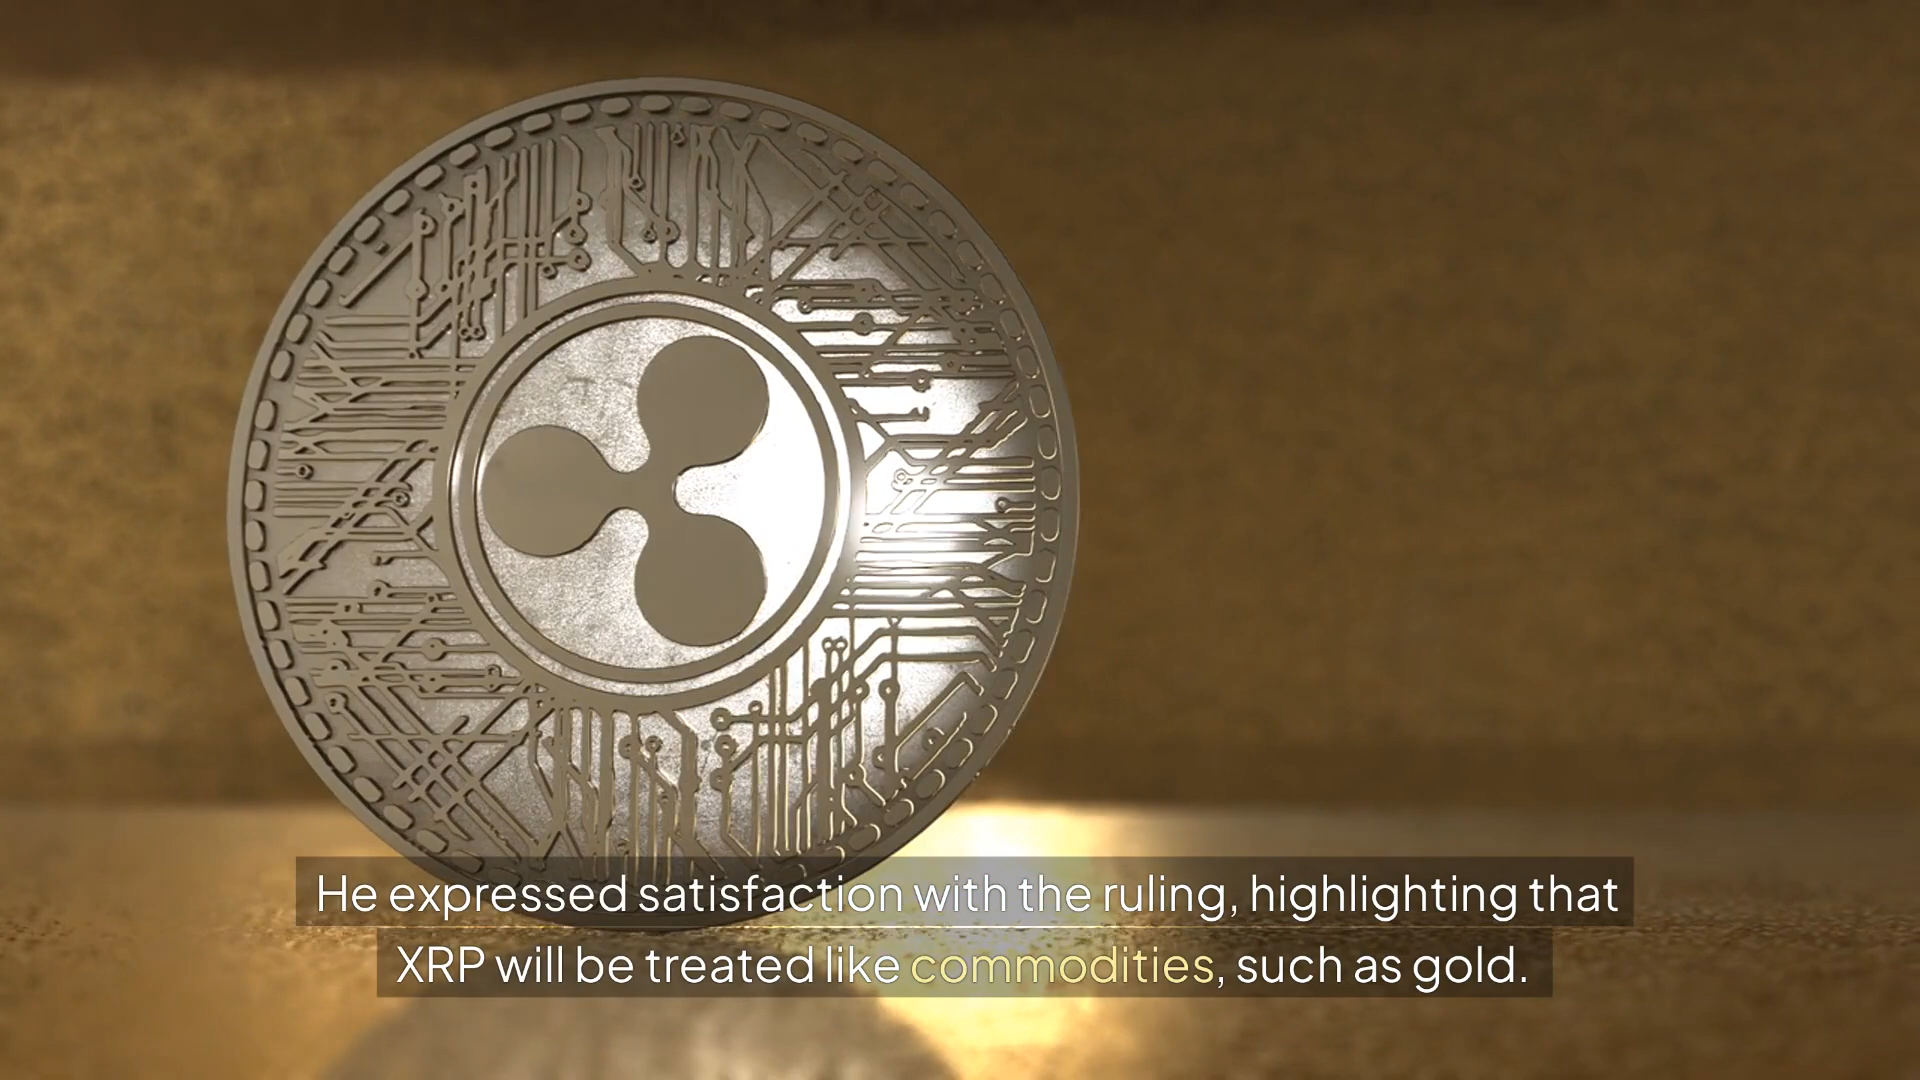 He expressed satisfaction with the ruling, highlighting that
XRP will be treated like commodities, such as gold.